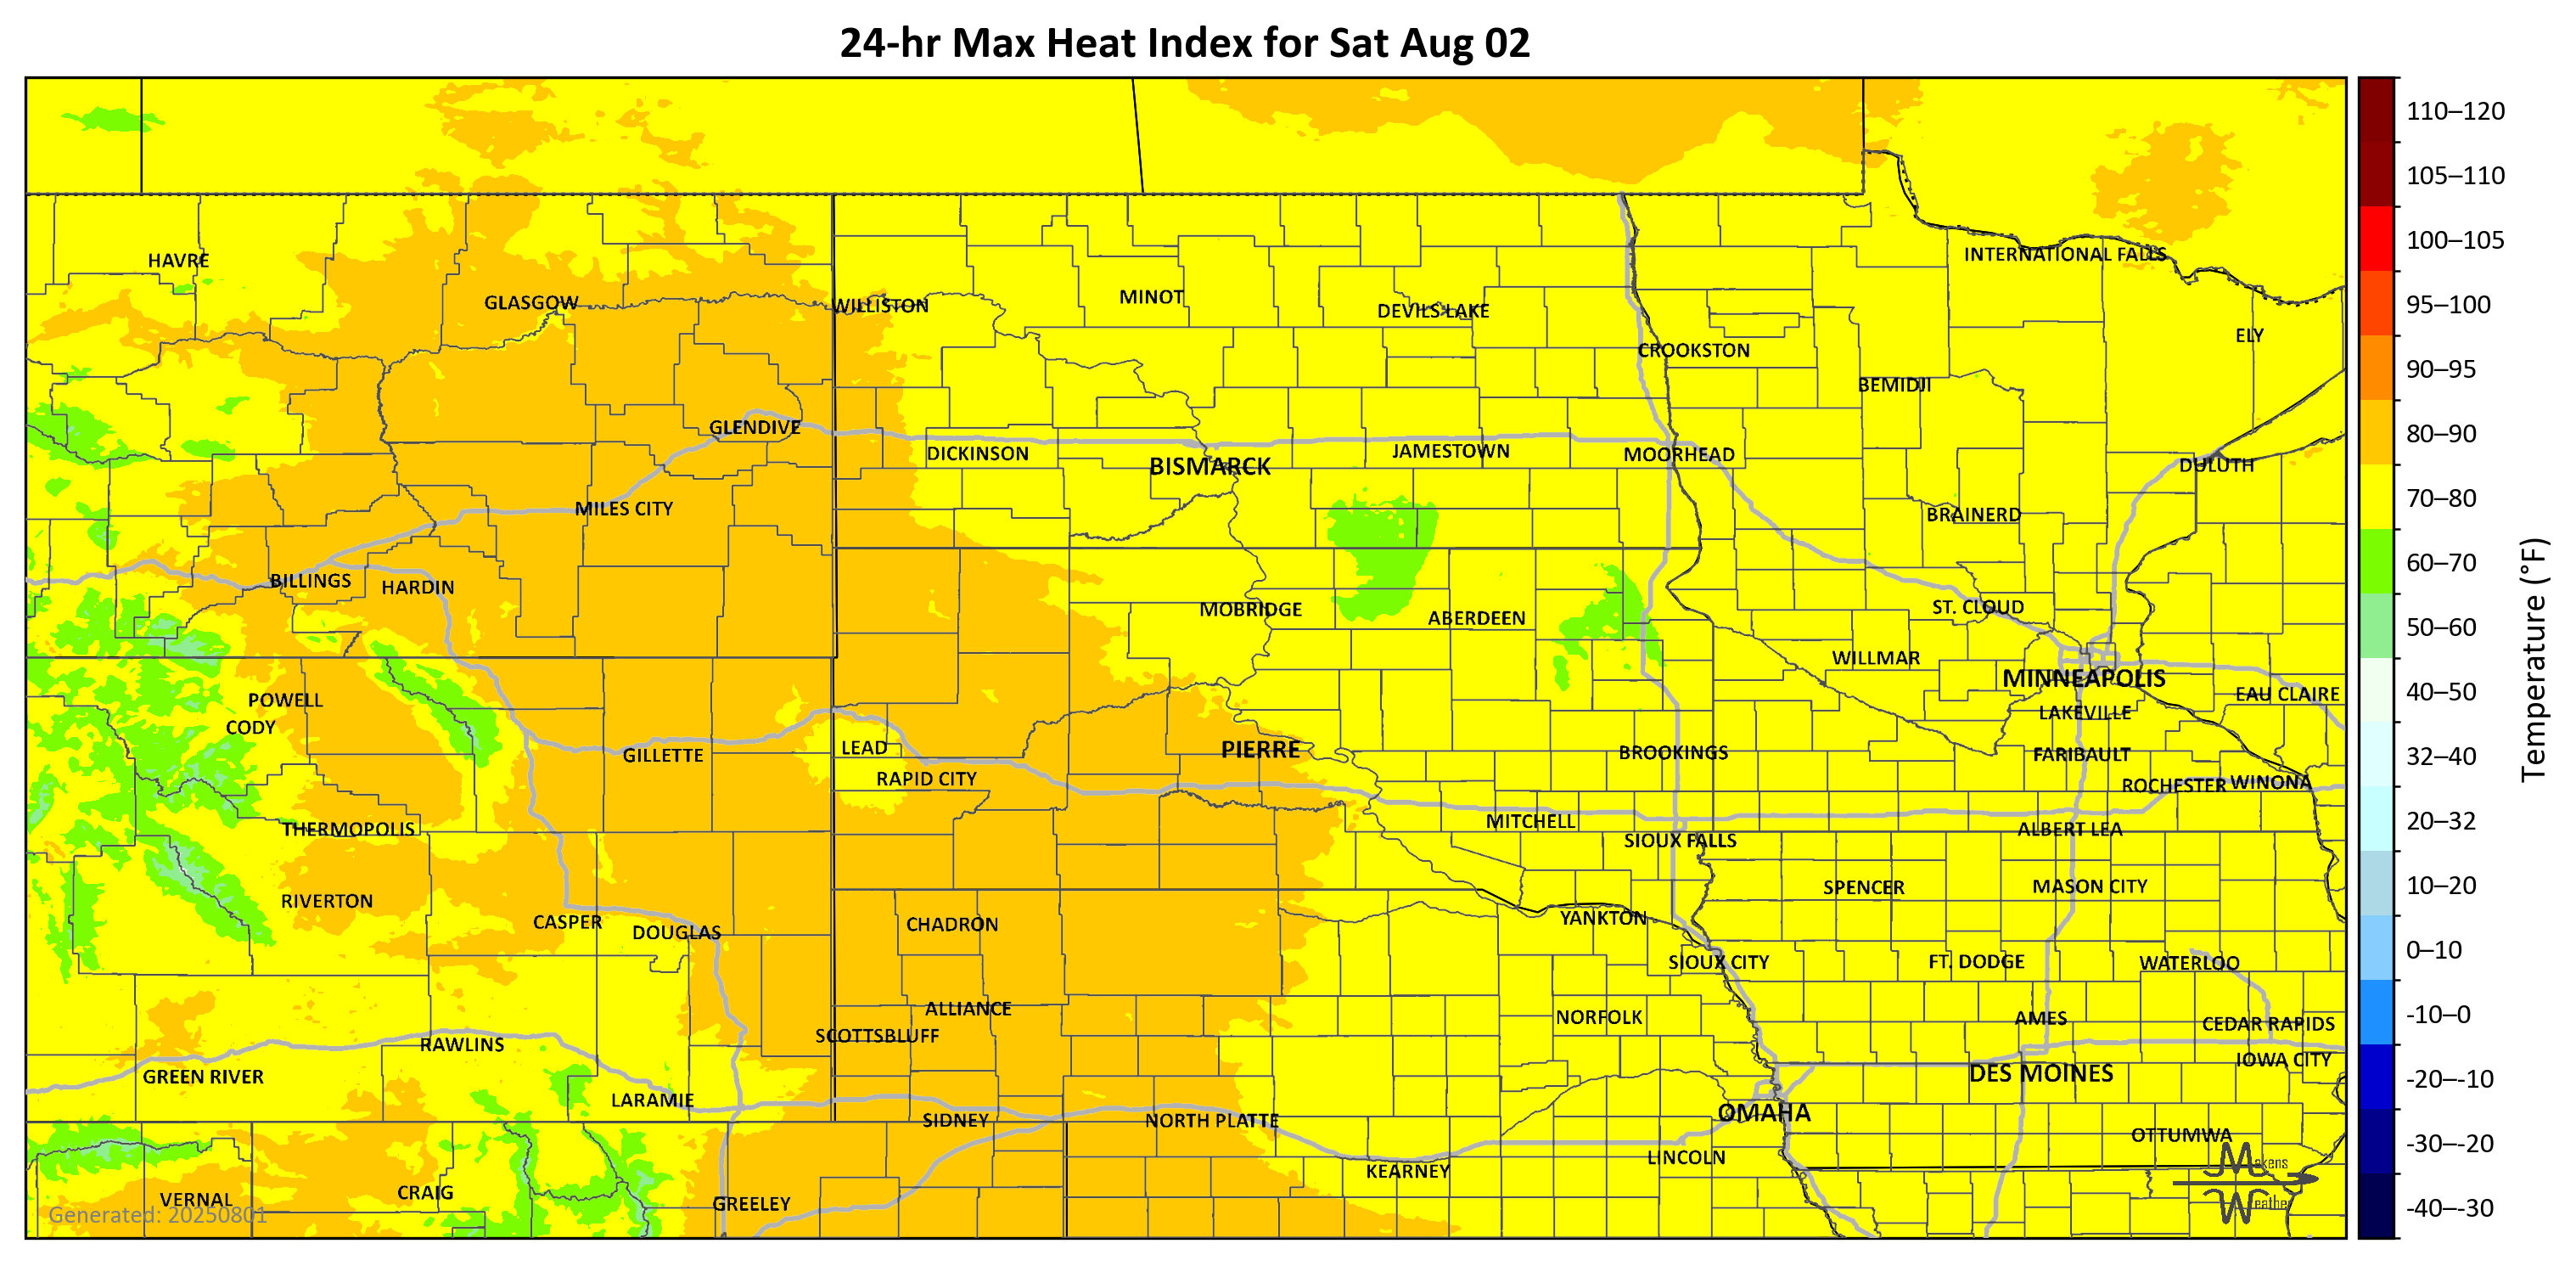 24-hr Max Heat Index for Sat Aug 02
110–120
105–110
100–105
95–100
90–95
80–90
70–80
60–70
50–60
40–50
32–40
20–32
10–20
0–10
-10–0
-20–-10
-30–-20
-40–-30
Temperature (°F)
HAVRE
INTERNATIONAL FALLS
GLASGOW
WILLISTON
MINOT
DEVILS LAKE
ELY
CROOKSTON
BEMIDJI
GLENDIVE
DICKINSON
BISMARCK
JAMESTOWN
MOORHEAD
DULUTH
MILES CITY
BRAINERD
BILLINGS
HARDIN
MOBRIDGE
ABERDEEN
ST. CLOUD
WILLMAR
MINNEAPOLIS
EAU CLAIRE
POWELL
CODY
LAKEVILLE
GILLETTE
LEAD
PIERRE
BROOKINGS
FARIBAULT
RAPID CITY
ROCHESTER
WINONA
THERMOPOLIS
MITCHELL
SIOUX FALLS
ALBERT LEA
RIVERTON
SPENCER
MASON CITY
CASPER
DOUGLAS
CHADRON
YANKTON
SIOUX CITY
FT. DODGE
WATERLOO
ALLIANCE
NORFOLK
AMES
CEDAR RAPIDS
SCOTTSBLUFF
RAWLINS
IOWA CITY
GREEN RIVER
DES MOINES
LARAMIE
SIDNEY
NORTH PLATTE
OMAHA
OTTUMWA
LINCOLN
KEARNEY
VERNAL
CRAIG
GREELEY
Generated: 20250801
Makens
Weather